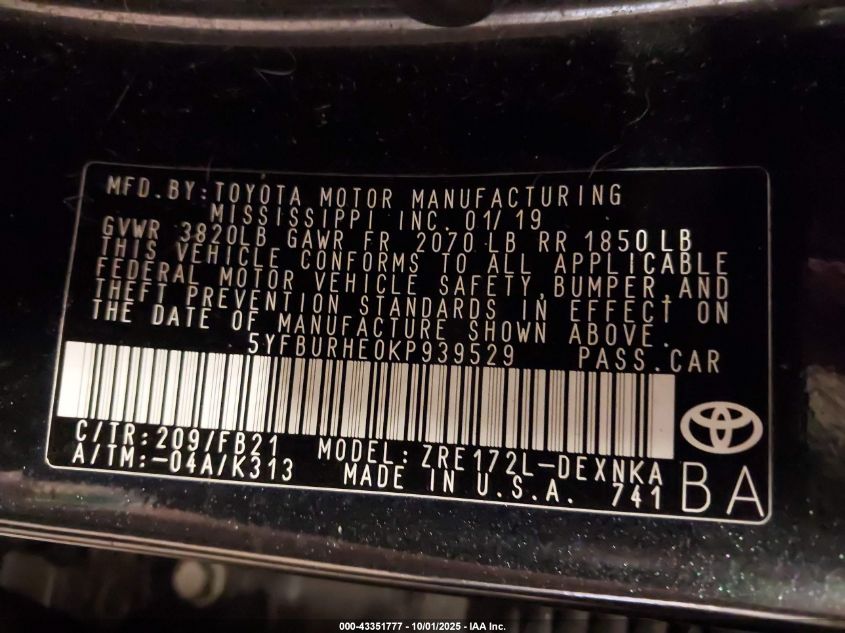 MFD.BY:TOYOTA MOTOR MANUFACTURING
MISSISSIPPI INC. 01/19
GVWR 3820LB GAWR FR 2070 LB RR 1850 LB
THIS VEHICLE CONFORMS TO ALL APPLICABLE
FEDERAL MOTOR VEHICLE SAFETY, BUMPER, AND
THEFT PREVENTION STANDARDS IN EFFECT ON
THE DATE OF MANUFACTURE SHOWN ABOVE.
5YFBURHE0KP939529 PASS.CAR
C/TR:209/FB21 MODEL: ZRE172L-DEXNKA
A/TM:-04A/K313 MADE IN U.S.A. 741 BA
000-43351777 - 10/01/2025 - IAA Inc.